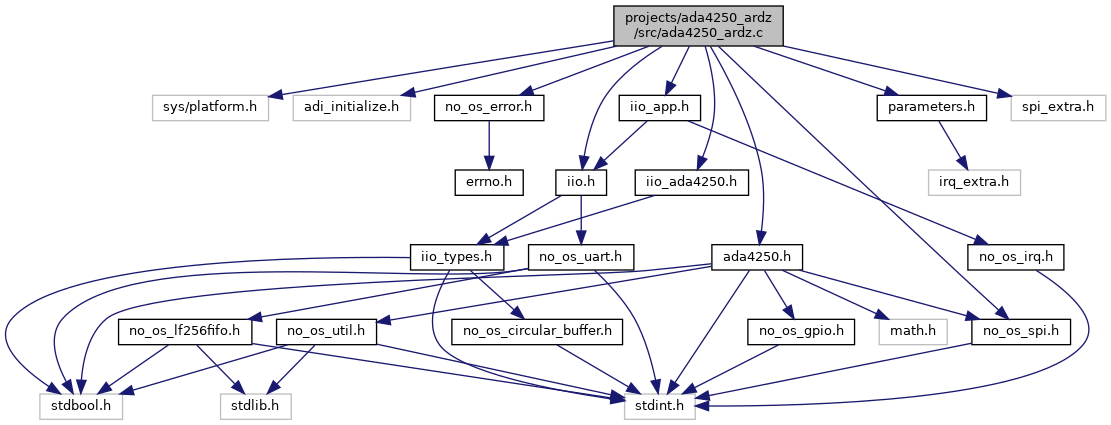 projects/ada4250_ardz
/src/ada4250_ardz.c
sys/platform.h
adi_initialize.h
no_os_error.h
iio_app.h
parameters.h
spi_extra.h
errno.h
iio.h
iio_ada4250.h
irq_extra.h
iio_types.h
no_os_uart.h
ada4250.h
no_os_irq.h
no_os_lf256fifo.h
no_os_util.h
no_os_circular_buffer.h
no_os_gpio.h
math.h
no_os_spi.h
stdbool.h
stdlib.h
stdint.h